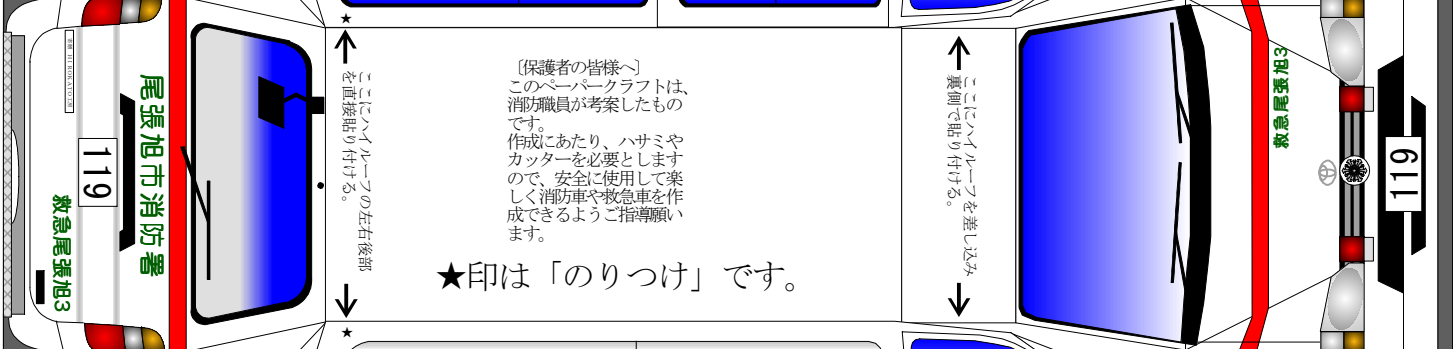 ★
尾張旭市消防署
119
救急尾張旭3
ここにハイルーフの左右後部
を直接貼り付ける。
〔保護者の皆様へ〕
このペーパークラフトは、
消防職員が考案したもの
です。
作成にあたり、ハサミや
カッターを必要とします
ので、安全に使用して楽
しく消防車や救急車を作
成できるようご指導願い
ます。
★印は「のりつけ」です。
ここにハイルーフを差し込み
裏側で貼り付ける。
救急尾張旭3
119
★